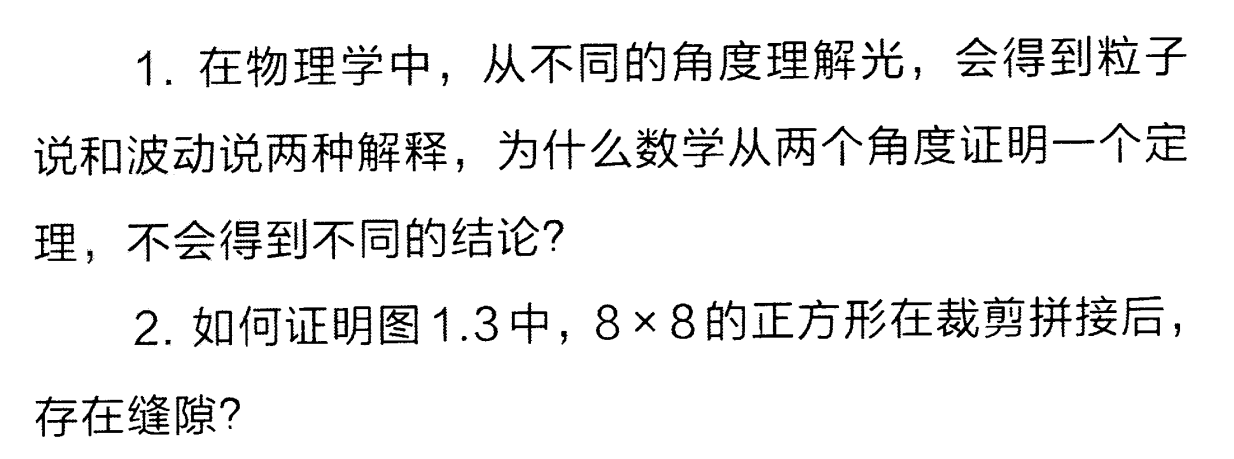 1. 在物理学中，从不同的角度理解光，会得到粒子
说和波动说两种解释，为什么数学从两个角度证明一个定
理，不会得到不同的结论?
2. 如何证明图1.3中，8×8的正方形在裁剪拼接后，
存在缝隙?